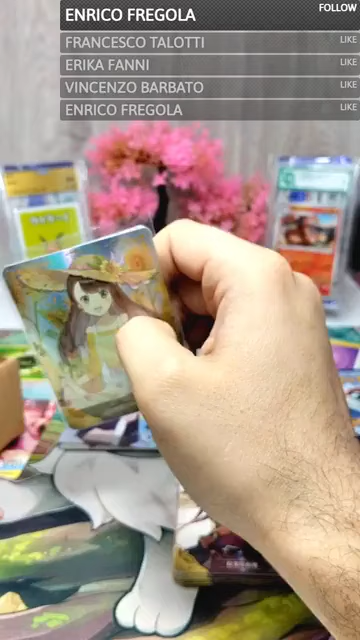 ENRICO FREGOLA FOLLOW
FRANCESCO TALOTTI LIKE
ERIKA FANNI LIKE
VINCENZO BARBATO LIKE
ENRICO FREGOLA LIKE